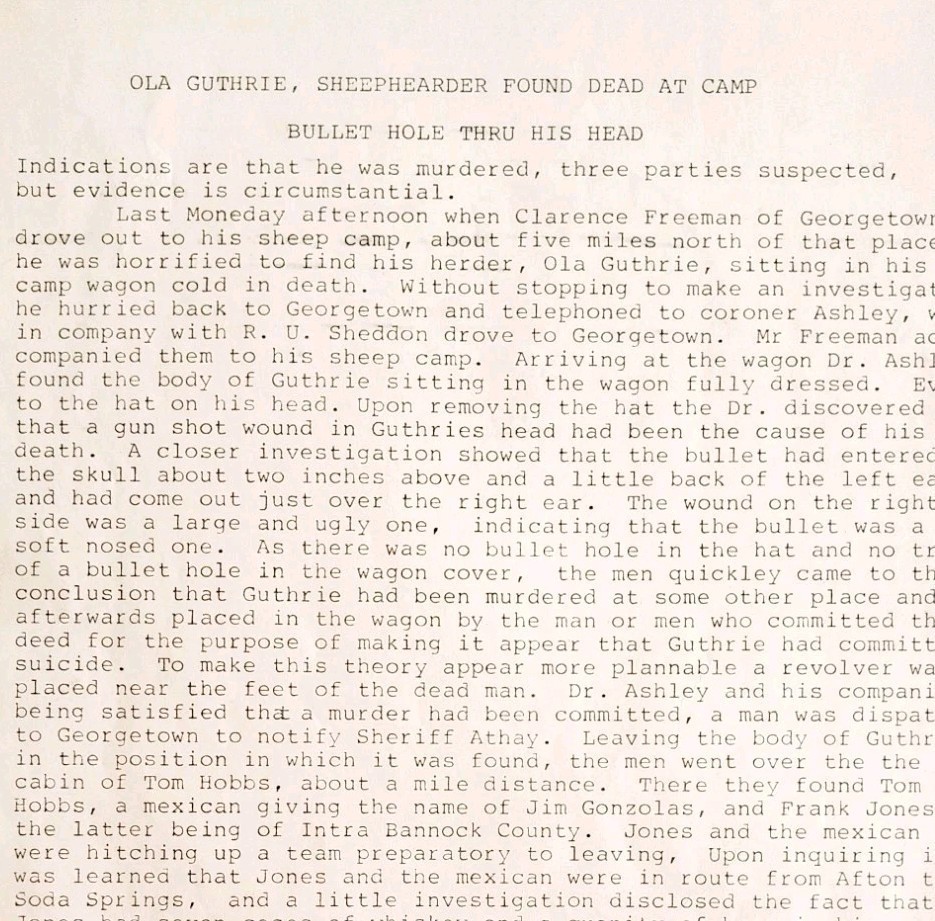 OLA GUTHRIE, SHEEPHEARDER FOUND DEAD AT CAMP
BULLET HOLE THRU HIS HEAD
Indications are that he was murdered, three parties suspected,
but evidence is circumstantial.
Last Moneday afternoon when Clarence Freeman of Georgetown
drove out to his sheep camp, about five miles north of that place
he was horrified to find his herder, Ola Guthrie, sitting in his
camp wagon cold in death. Without stopping to make an investigat
he hurried back to Georgetown and telephoned to coroner Ashley, w
in company with R. U. Sheddon drove to Georgetown. Mr Freeman ac
companied them to his sheep camp. Arriving at the wagon Dr. Ashl
found the body of Guthrie sitting in the wagon fully dressed. Ev
to the hat on his head. Upon removing the hat the Dr. discovered
that a gun shot wound in Guthries head had been the cause of his
death. A closer investigation showed that the bullet had entered
the skull about two inches above and a little back of the left ea
and had come out just over the right ear. The wound on the right
side was a large and ugly one, indicating that the bullet was a
soft nosed one. As there was no bullet hole in the hat and no tr
of a bullet hole in the wagon cover, the men quickley came to th
conclusion that Guthrie had been murdered at some other place and
afterwards placed in the wagon by the man or men who committed th
deed for the purpose of making it appear that Guthrie had committ
suicide. To make this theory appear more plannable a revolver wa
placed near the feet of the dead man. Dr. Ashley and his compani
being satisfied that a murder had been committed, a man was dispat
to Georgetown to notify Sheriff Athay. Leaving the body of Guthr
in the position in which it was found, the men went over the the
cabin of Tom Hobbs, about a mile distance. There they found Tom
Hobbs, a mexican giving the name of Jim Gonzolas, and Frank Jones
the latter being of Intra Bannock County. Jones and the mexican
were hitching up a team preparatory to leaving, Upon inquiring i
was learned that Jones and the mexican were in route from Afton t
Soda Springs, and a little investigation disclosed the fact that